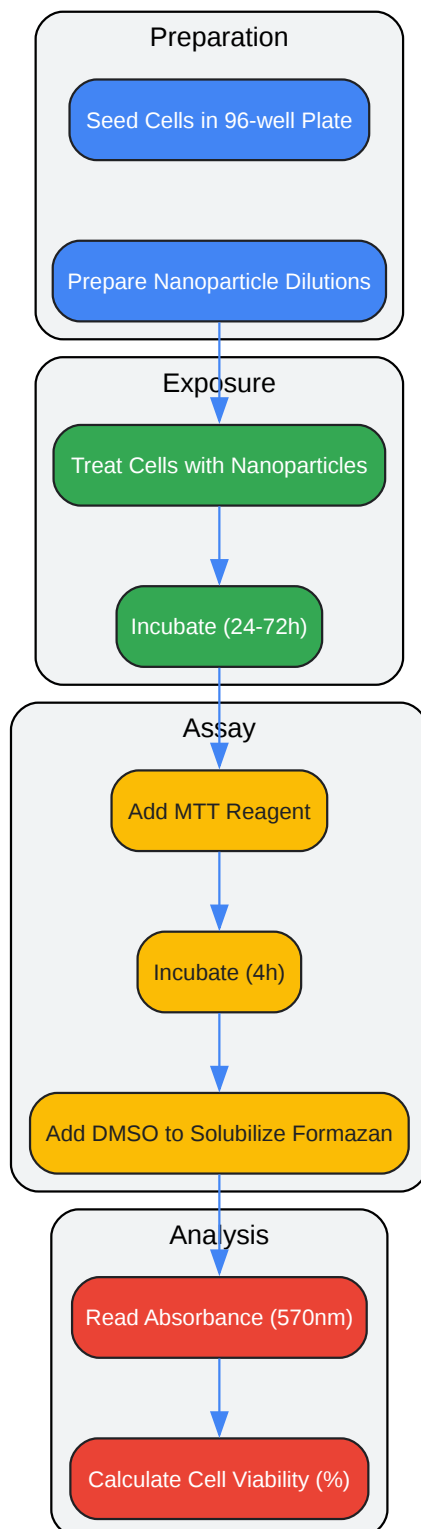 Preparation
Seed Cells in 96-well Plate
Prepare Nanoparticle Dilutions
Exposure
Treat Cells with Nanoparticles
Incubate (24-72h)
Assay
Add MTT Reagent
Incubate (4h)
Add DMSO to Solubilize Formazan
Analysis
Read Absorbance (570nm)
Calculate Cell Viability (%)